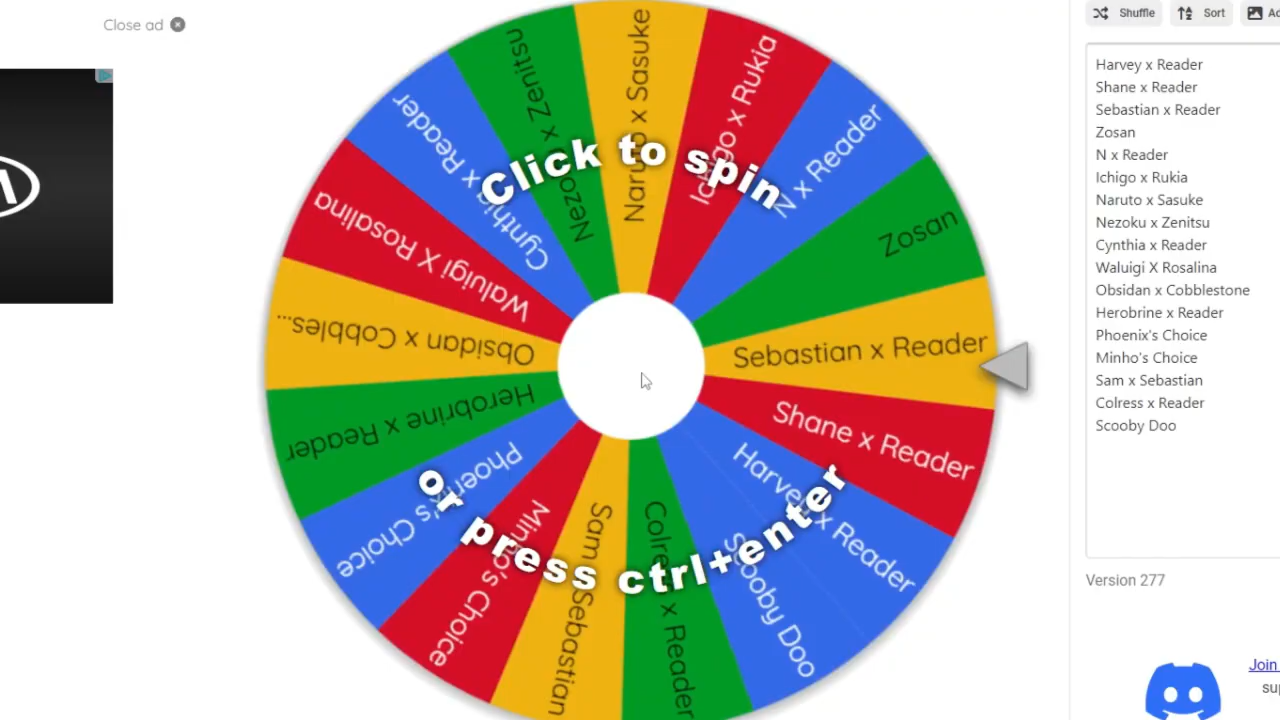 Close ad
Shuffle
Sort
Naruto x Sasuke
Ichigo x Rukia
N x Reader
Zosan
Sebastian x Reader
Shane x Reader
Harvey x Reader
Scooby Doo
Colress x Reader
Sam x Sebastian
Minho's Choice
Phoenix's Choice
Herobrine x Reader
Obsidan x Cobbles...
Waluigi X Rosalina
Cynthia x Reader
Nezoku x Zenitsu
Click to spin
or press ctrl+enter
Harvey x Reader
Shane x Reader
Sebastian x Reader
Zosan
N x Reader
Ichigo x Rukia
Naruto x Sasuke
Nezoku x Zenitsu
Cynthia x Reader
Waluigi X Rosalina
Obsidan x Cobblestone
Herobrine x Reader
Phoenix's Choice
Minho's Choice
Sam x Sebastian
Colress x Reader
Scooby Doo
Version 277
Join